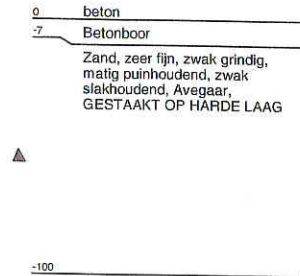 0 beton
-7 Betonboor
Zand, zeer fijn, zwak grindig,
matig puinhoudend, zwak
slakhoudend, Avegaar,
GESTAAKT OP HARDE LAAG
-100